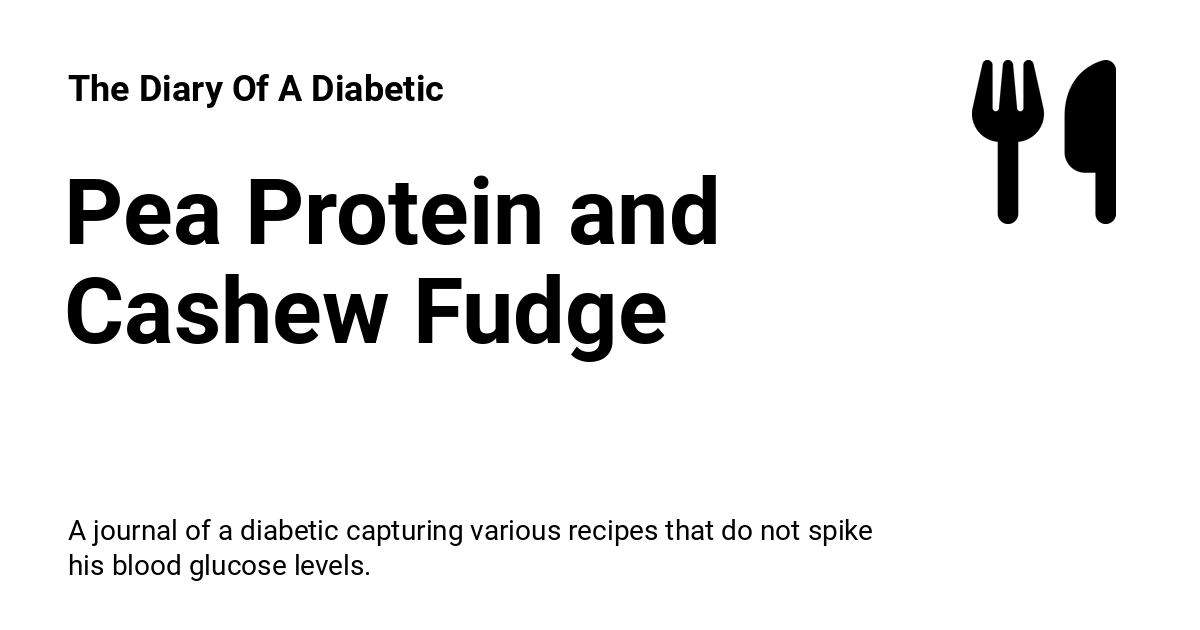 The Diary Of A Diabetic
Pea Protein and
Cashew Fudge
A journal of a diabetic capturing various recipes that do not spike
his blood glucose levels.